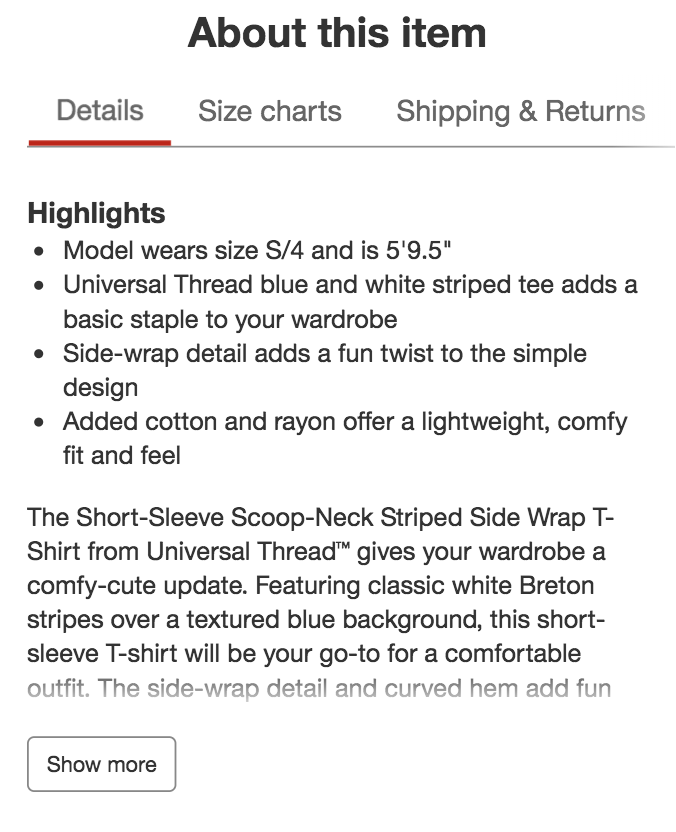 About this item
Details Size charts Shipping & Returns
Highlights
• Model wears size S/4 and is 5'9.5"
• Universal Thread blue and white striped tee adds a
basic staple to your wardrobe
• Side-wrap detail adds a fun twist to the simple
design
• Added cotton and rayon offer a lightweight, comfy
fit and feel
The Short-Sleeve Scoop-Neck Striped Side Wrap T-
Shirt from Universal Thread™ gives your wardrobe a
comfy-cute update. Featuring classic white Breton
stripes over a textured blue background, this short-
sleeve T-shirt will be your go-to for a comfortable
outfit. The side-wrap detail and curved hem add fun
Show more